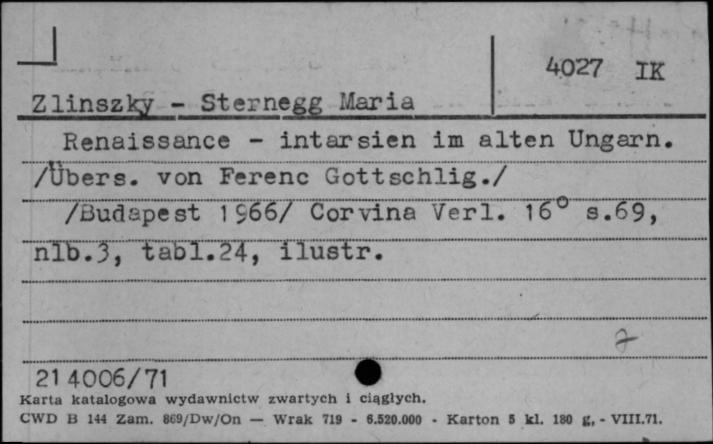 4027 IK
Zlinszky - Sternegg Maria
Renaissance - intarsien im alten Ungarn.
/Übers. von Ferenc Gottschlig./
/Budapest 1966/ Corvina Verl. 16° s.69,
nlb.3, tabl.24, ilustr.
21 4006/71
Karta katalogowa wydawnictw zwartych i ciągłych.
CWD B 144 Zam. 869/Dw/On — Wrak 719 - 6.520.000 - Karton 5 kl. 180 g, - VIII.71.